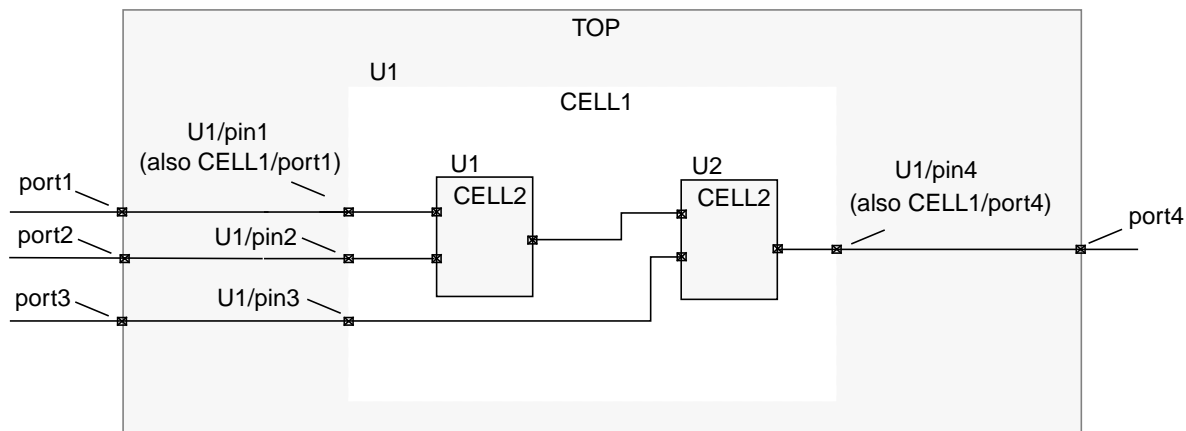 TOP
U1
CELL1
U1/pin1
(also CELL1/port1)
U1
CELL2
U2
CELL2
U1/pin4
(also CELL1/port4)
port1
port2
U1/pin2
port3
U1/pin3
port4